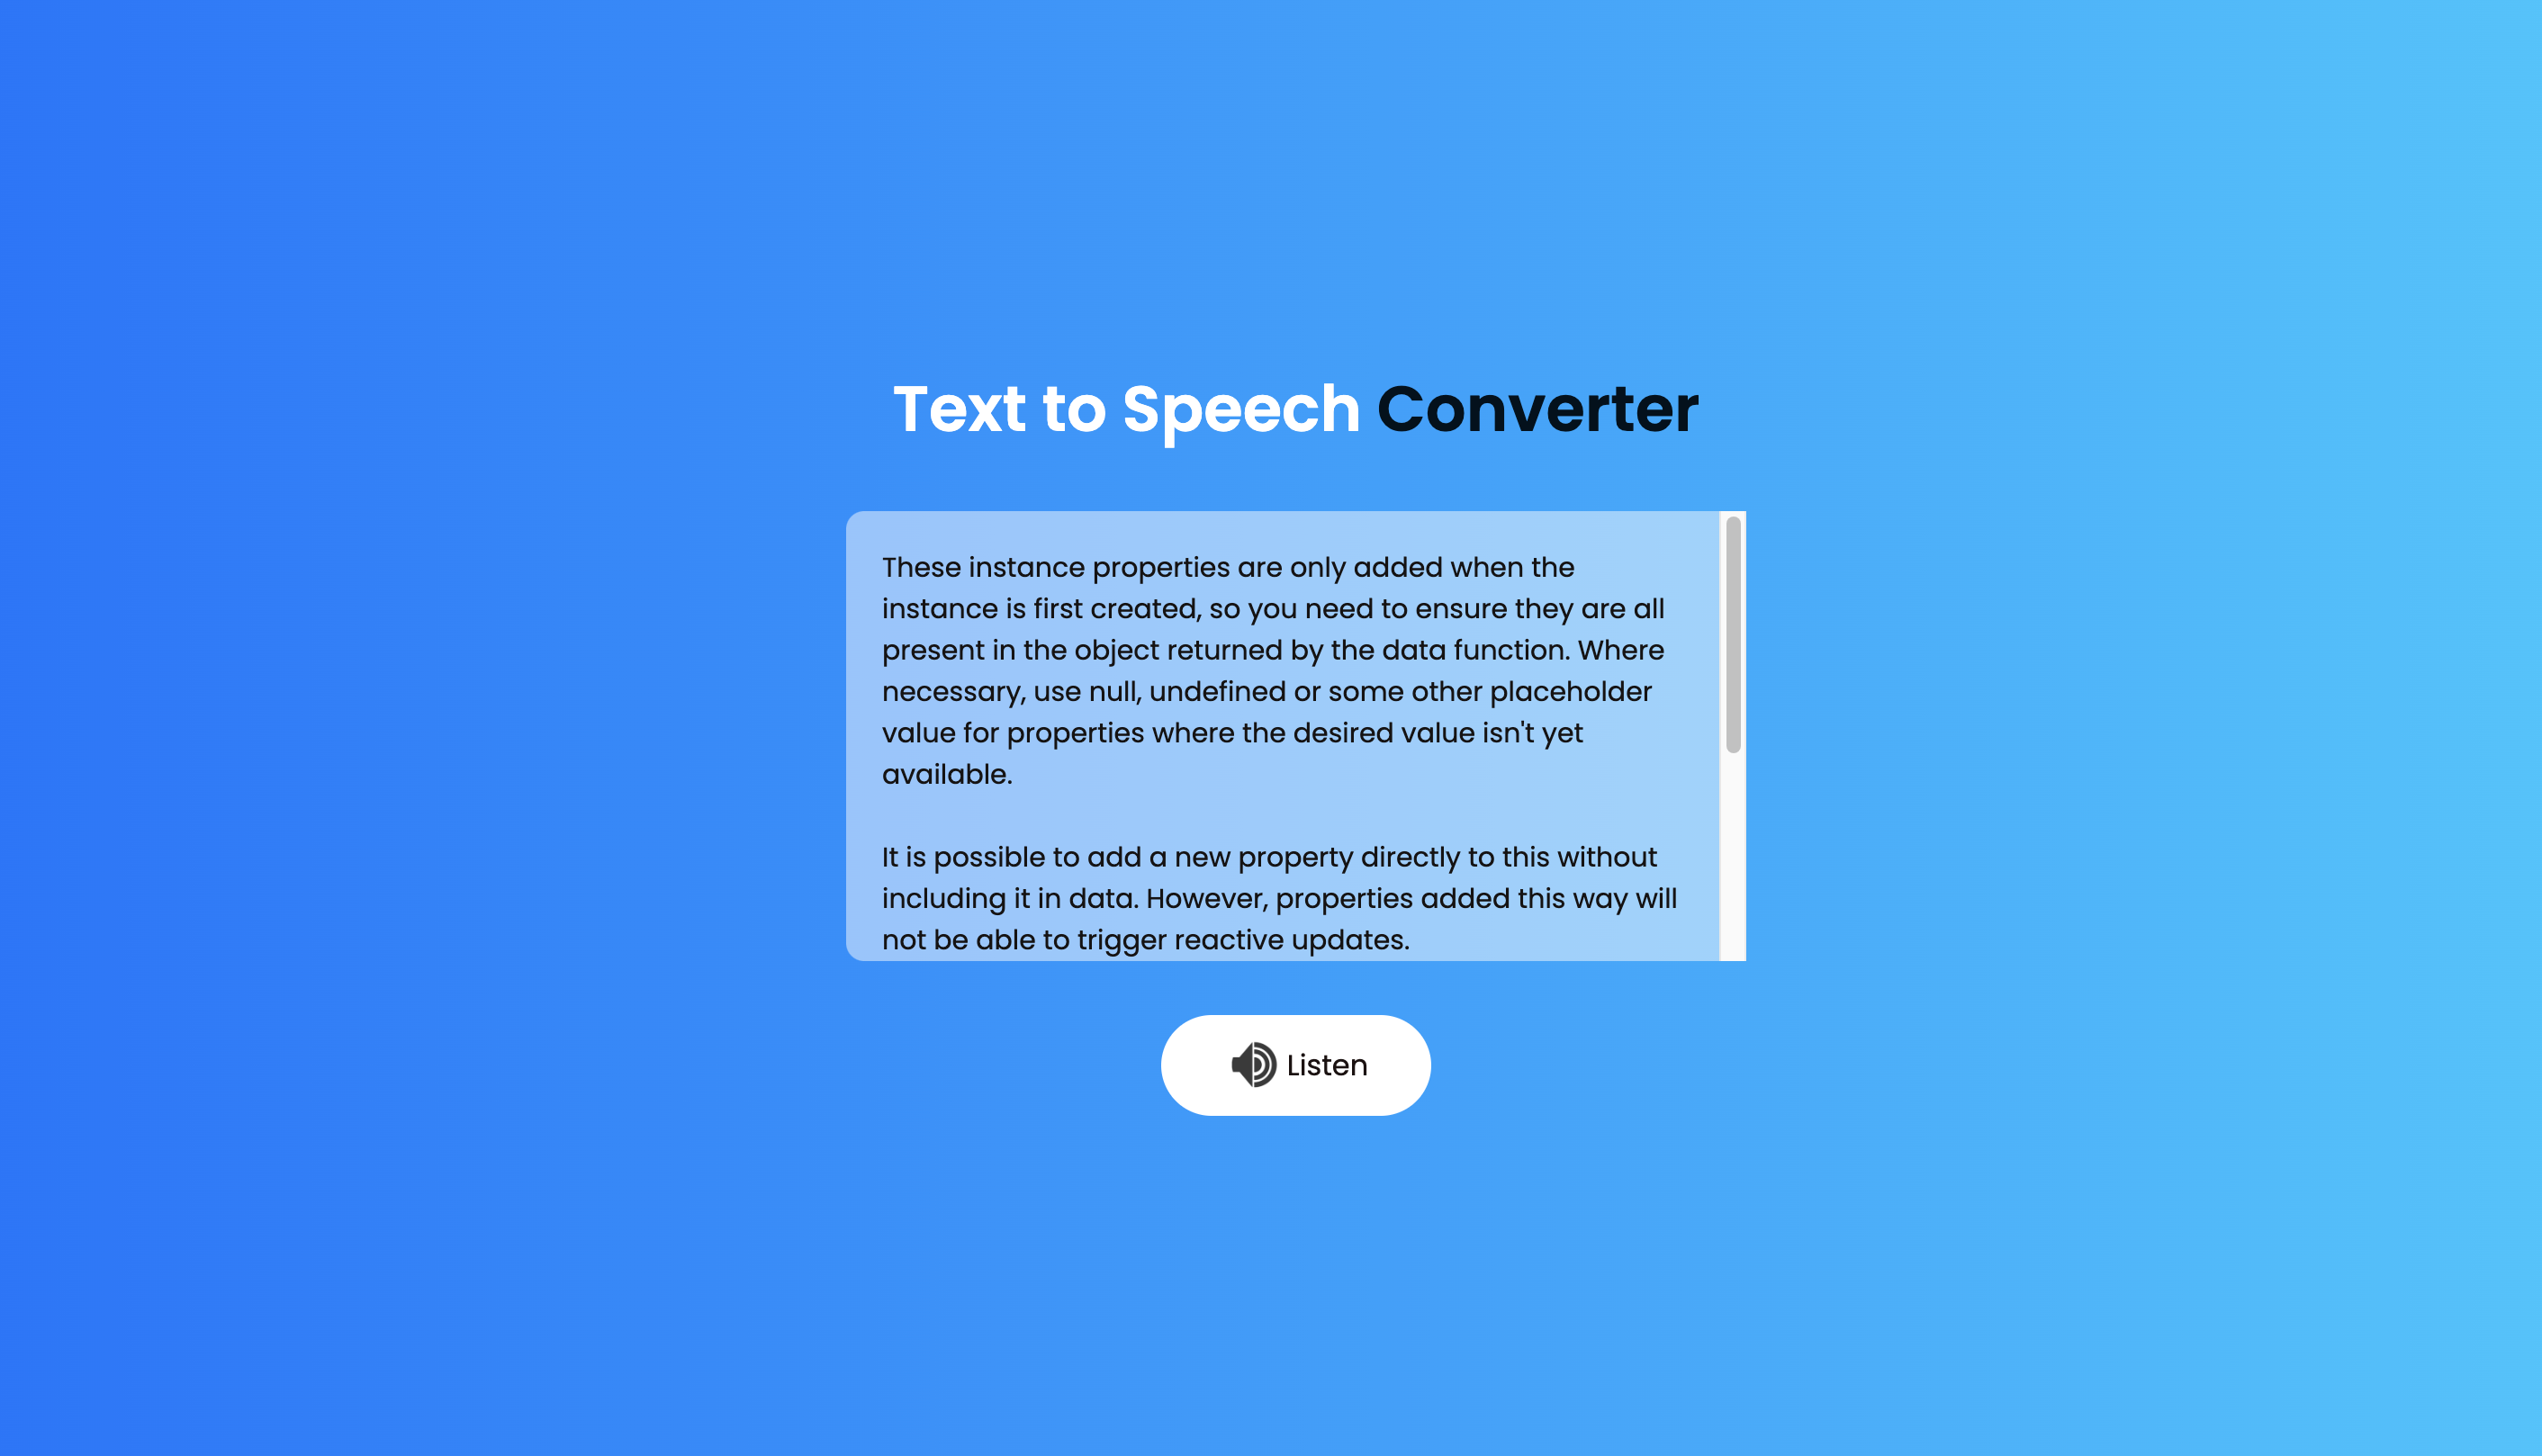 Text to Speech Converter
These instance properties are only added when the
instance is first created, so you need to ensure they are all
present in the object returned by the data function. Where
necessary, use null, undefined or some other placeholder
value for properties where the desired value isn't yet
available.
It is possible to add a new property directly to this without
including it in data. However, properties added this way will
not be able to trigger reactive updates.
Listen